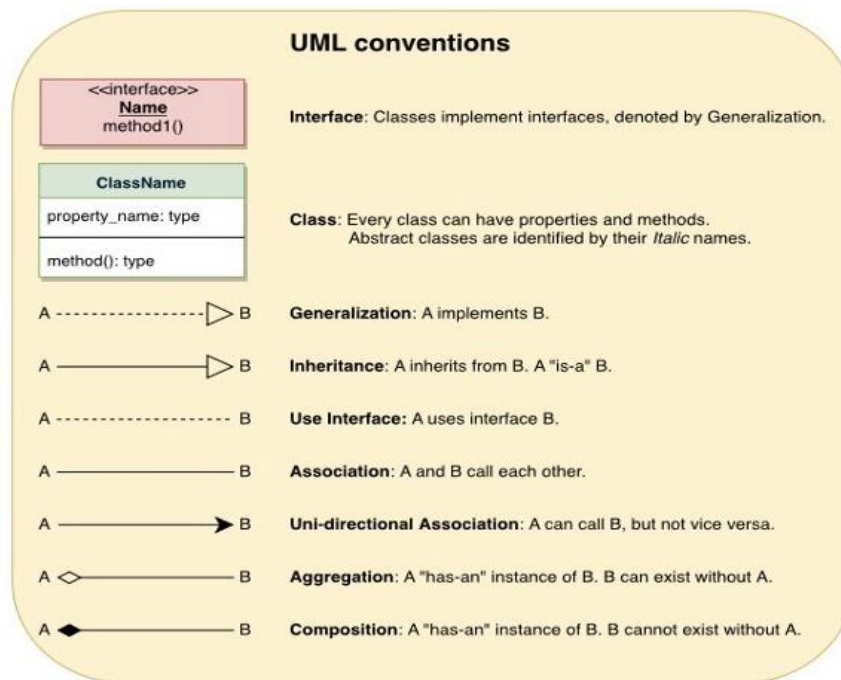 UML conventions
<<interface>>
Name
method1()
Interface: Classes implement interfaces, denoted by Generalization.
ClassName
property_name: type
method(): type
Class: Every class can have properties and methods.
Abstract classes are identified by their Italic names.
A B Generalization: A implements B.
A B Inheritance: A inherits from B. A "is-a" B.
A B Use Interface: A uses interface B.
A B Association: A and B call each other.
A B Uni-directional Association: A can call B, but not vice versa.
A B Aggregation: A "has-an" instance of B. B can exist without A.
A B Composition: A "has-an" instance of B. B cannot exist without A.